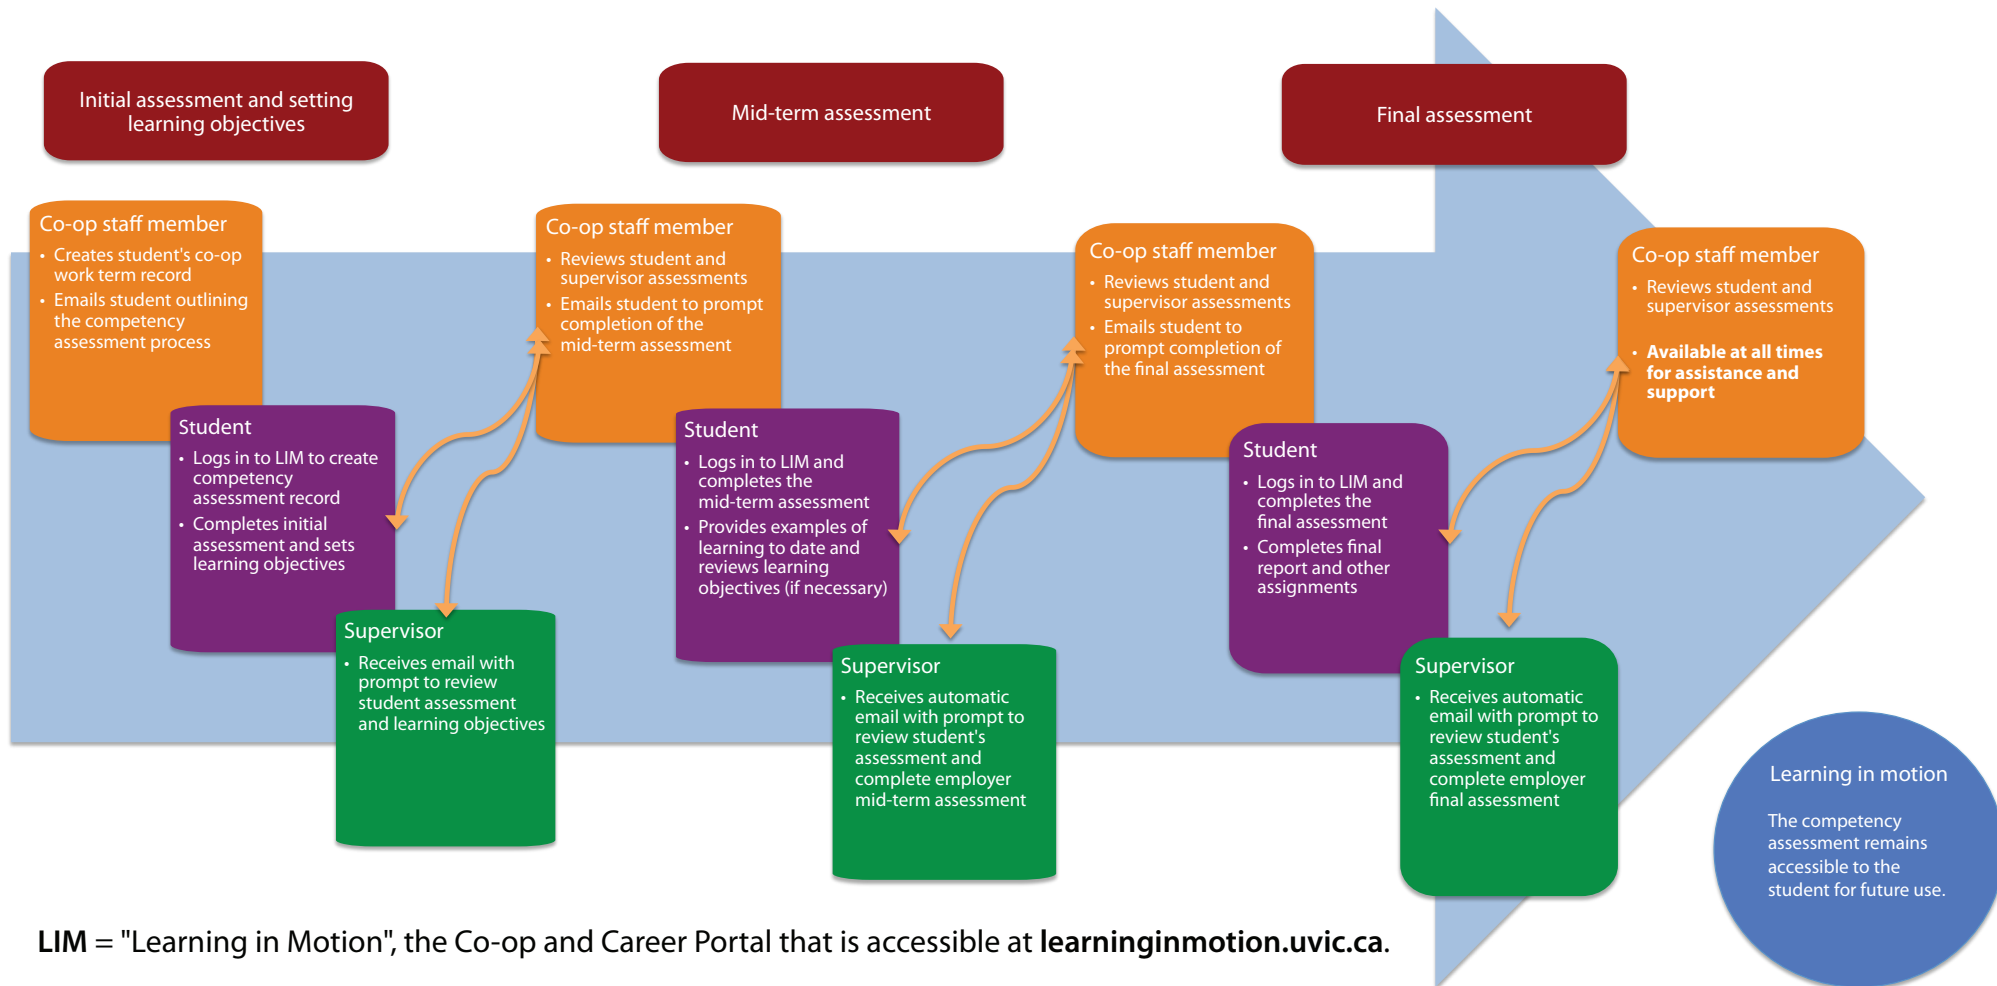 Initial assessment and setting
learning objectives
Mid-term assessment
Final assessment
Co-op staff member
• Creates student's co-op
work term record
• Emails student outlining
the competency
assessment process
Student
• Logs in to LIM to create
competency
assessment record
• Completes initial
assessment and sets
learning objectives
Supervisor
• Receives email with
prompt to review
student assessment
and learning objectives
Co-op staff member
• Reviews student and
supervisor assessments
• Emails student to prompt
completion of the
mid-term assessment
Student
• Logs in to LIM and
completes the
mid-term assessment
• Provides examples of
learning to date and
reviews learning
objectives (if necessary)
Supervisor
• Receives automatic
email with prompt to
review student's
assessment and
complete employer
mid-term assessment
Co-op staff member
• Reviews student and
supervisor assessments
• Emails student to
prompt completion of
the final assessment
Student
• Logs in to LIM and
completes the
final assessment
• Completes final
report and other
assignments
Supervisor
• Receives automatic
email with prompt to
review student's
assessment and
complete employer
final assessment
Co-op staff member
• Reviews student and
supervisor assessments
• Available at all times
for assistance and
support
Learning in motion
The competency
assessment remains
accessible to the
student for future use.
LIM = "Learning in Motion", the Co-op and Career Portal that is accessible at learninginmotion.uvic.ca.